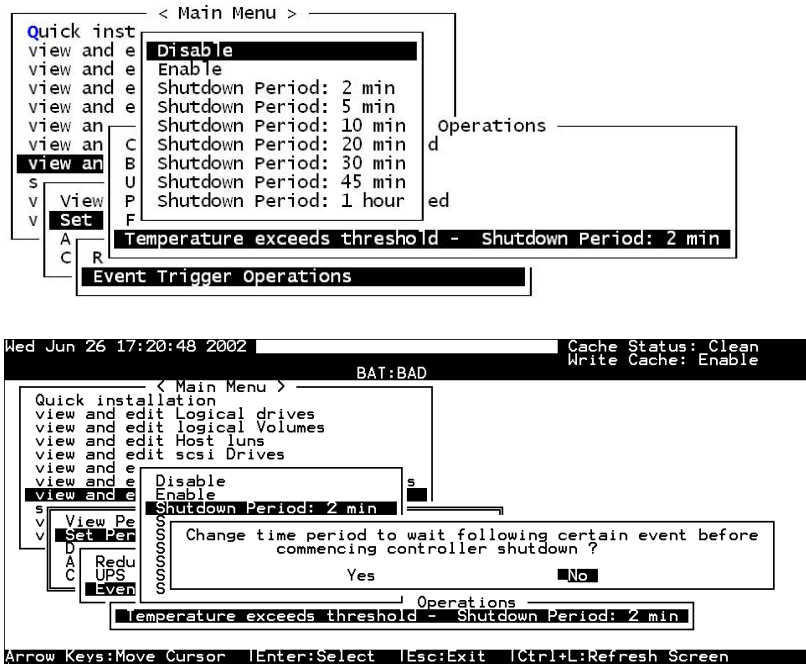 < Main Menu >
Quick inst
view and e Disable
view and e Enable
view and e Shutdown Period: 2 min
view and e Shutdown Period: 5 min
view an Shutdown Period: 10 min Operations
view an C Shutdown Period: 20 min d
view an B Shutdown Period: 30 min
s U Shutdown Period: 45 min
v View P Shutdown Period: 1 hour ed
v Set F
A Temperature exceeds threshold - Shutdown Period: 2 min
C R
Event Trigger Operations
Wed Jun 26 17:20:48 2002 Cache Status: Clean
Write Cache: Enable
BAT:BAD
< Main Menu >
Quick installation
view and edit Logical drives
view and edit logical Volumes
view and edit Host luns
view and edit scsi Drives
view and e
view and e Disable s
view and e Enable
s Shutdown Period: 2 min
v View Pe S
v Set Per S Change time period to wait following certain event before
D S commencing controller shutdown ?
A Redu S
C UPS S Yes No
Even S
Operations
Temperature exceeds threshold - Shutdown Period: 2 min
Arrow Keys:Move Cursor |Enter:Select |Esc:Exit |Ctrl+L:Refresh Screen